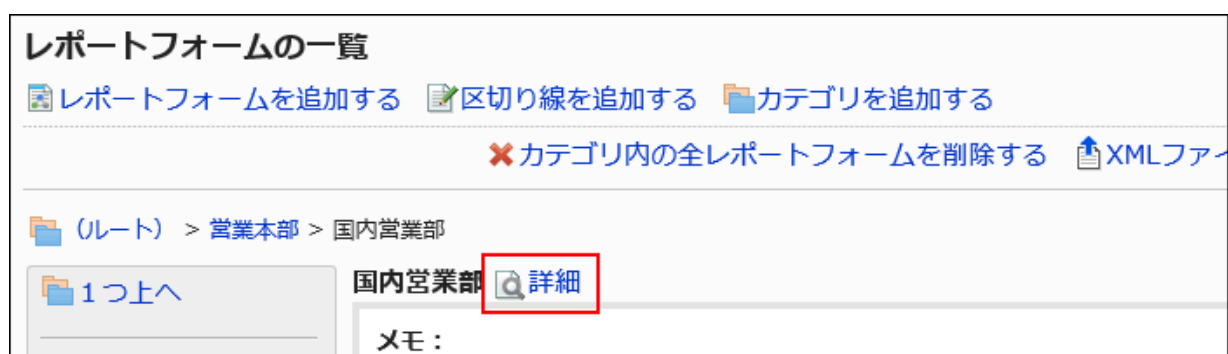 レポートフォームの一覧
レポートフォームを追加する 区切り線を追加する カテゴリを追加する
カテゴリ内の全レポートフォームを削除する XMLファイ
(ルート) > 営業本部 > 国内営業部
1つ上へ
国内営業部 詳細
メモ：